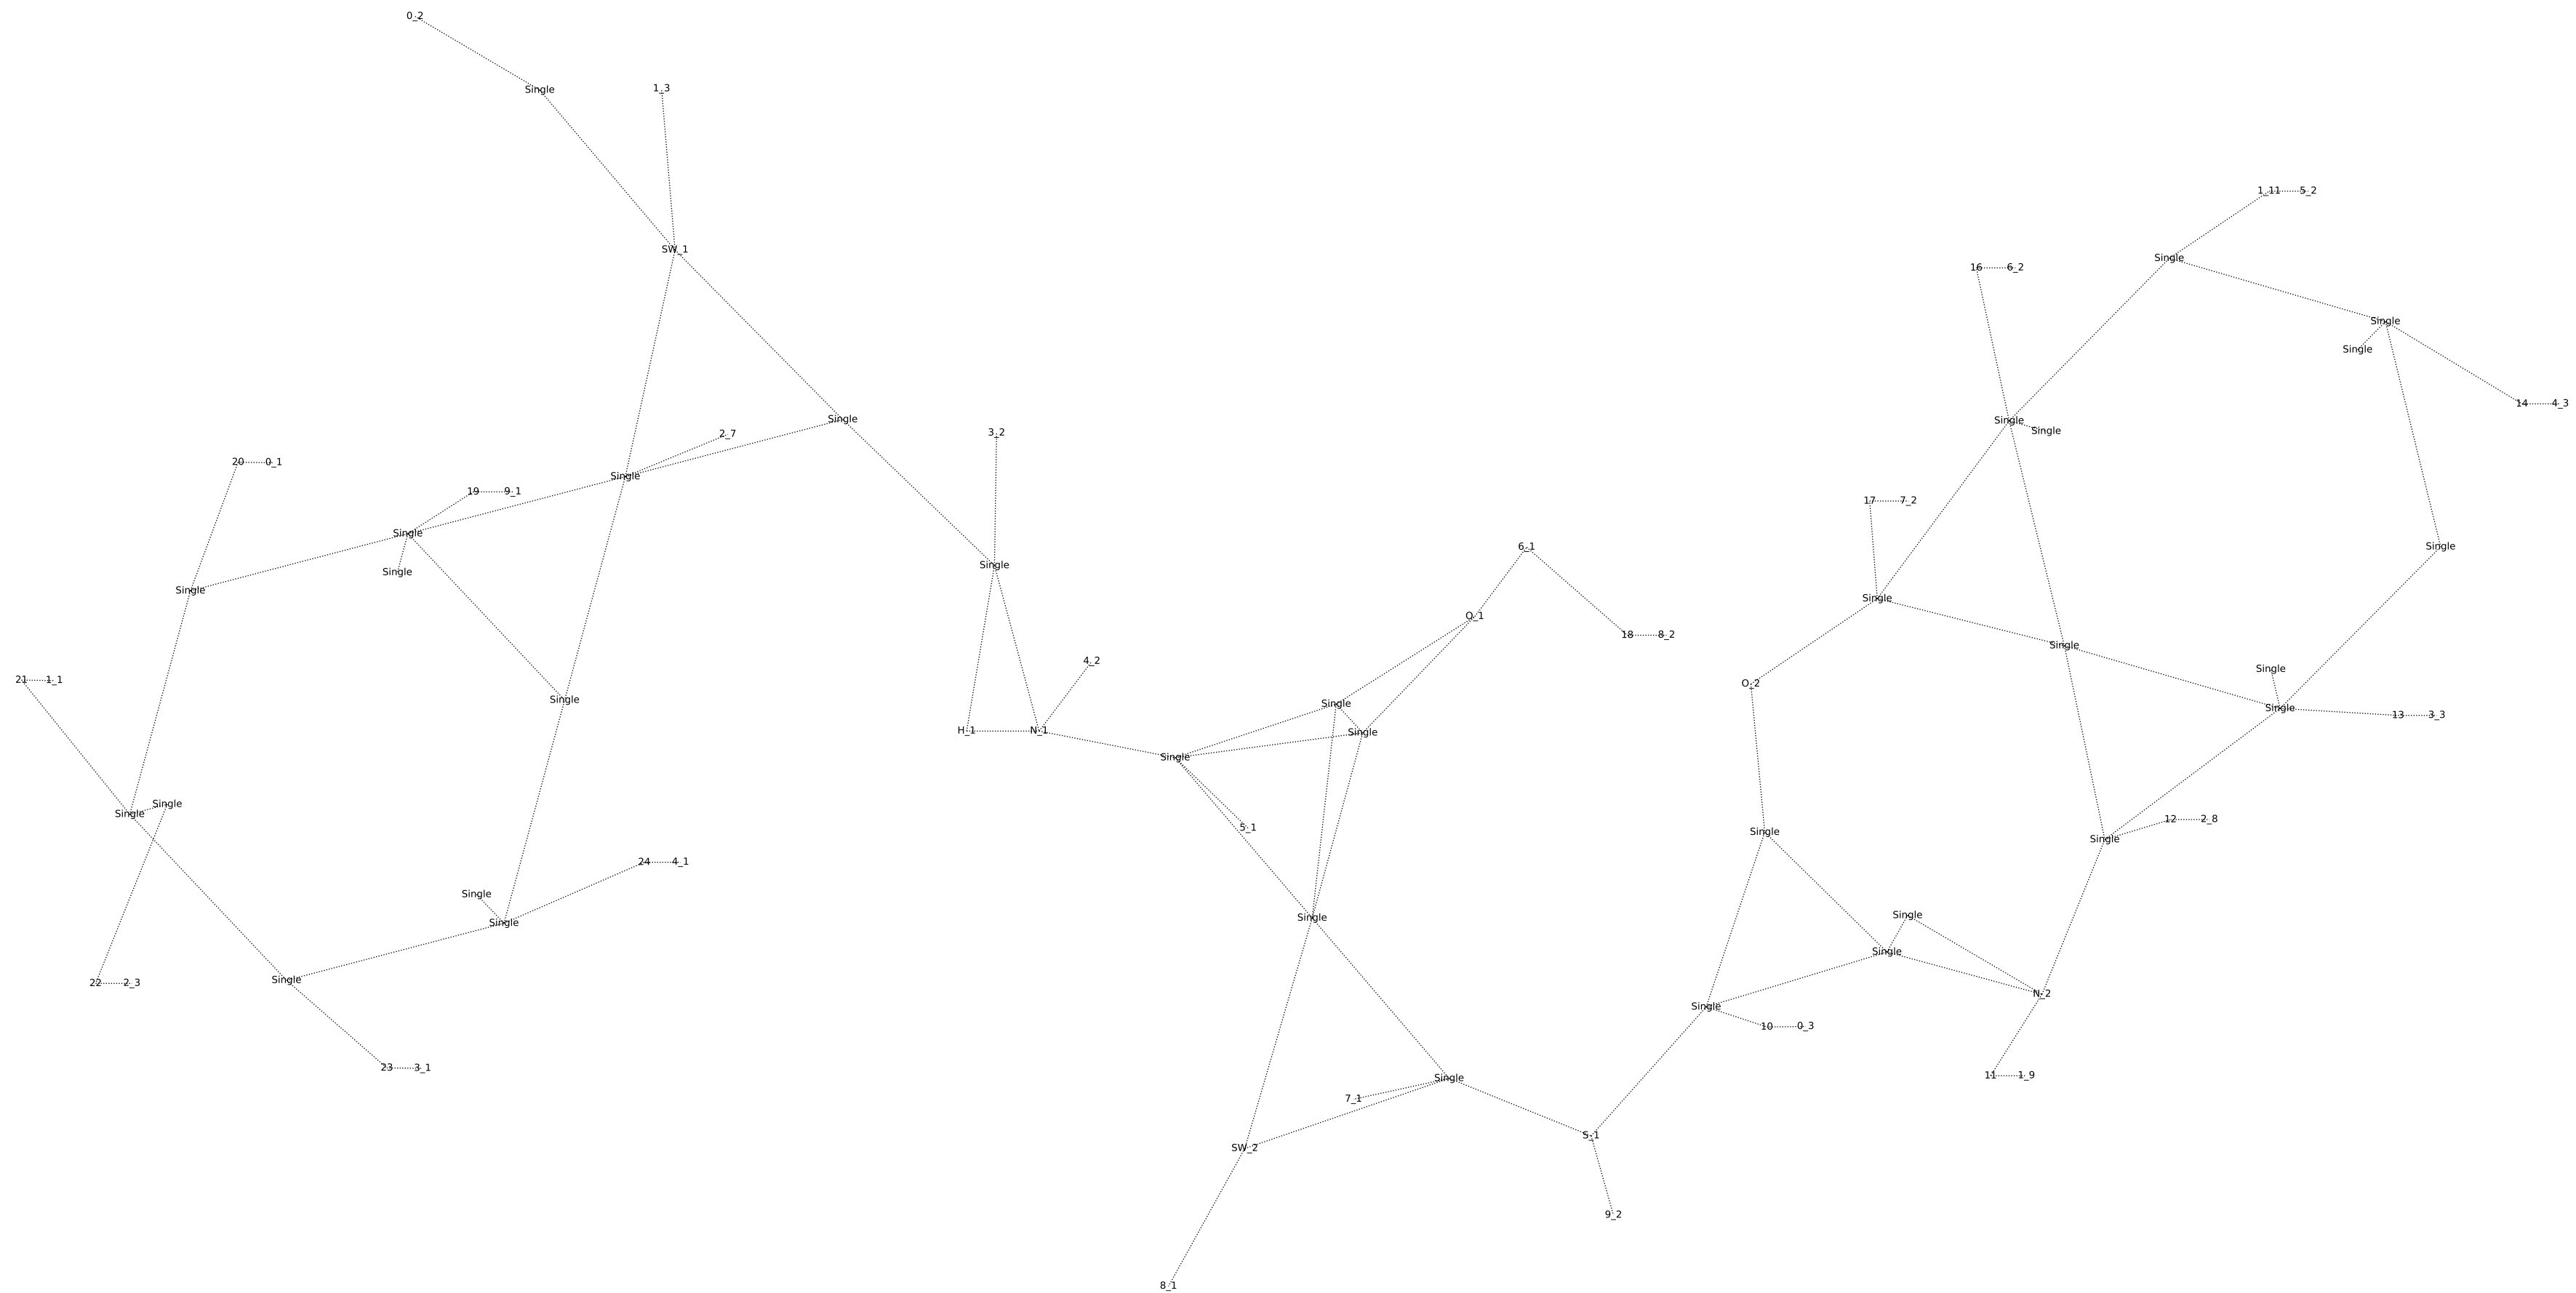 0_2
1_3
Single
1_11 5_2
SW_1
Single
16 6_2
Single
Single
14 4_3
Single
Single
Single
3_2
2_7
20 0_1
Single
19 9_1
17 7_2
Single
6_1
Single
Single
Single
Single
Single
O_1
18 8_2
Single
4_2
Single
21 1_1
O_2
Single
Single
Single
13 3_3
H_1 N_1
Single
Single
Single
Single
12 2_8
5_1
Single
Single
Single
24 4_1
Single
Single
Single
Single
Single
22 2_3
N_2
Single
10 0_3
23 3_1
11 1_9
Single
7_1
S_1
SW_2
9_2
8_1